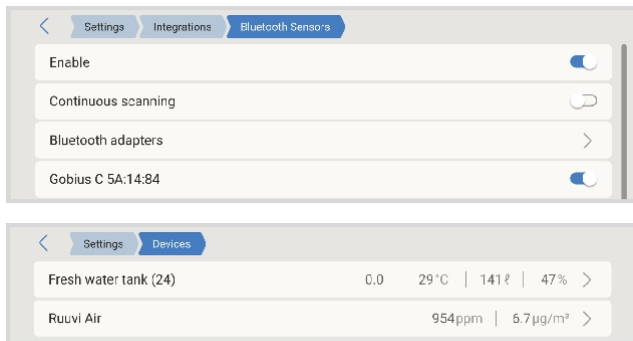 Settings Integrations Bluetooth Sensors
Enable
Continuous scanning
Bluetooth adapters
Gobius C 5A:14:84
Settings Devices
Fresh water tank (24) 0.0 29°C | 141ℓ | 47%
Ruuvi Air 954ppm | 6.7µg/m³